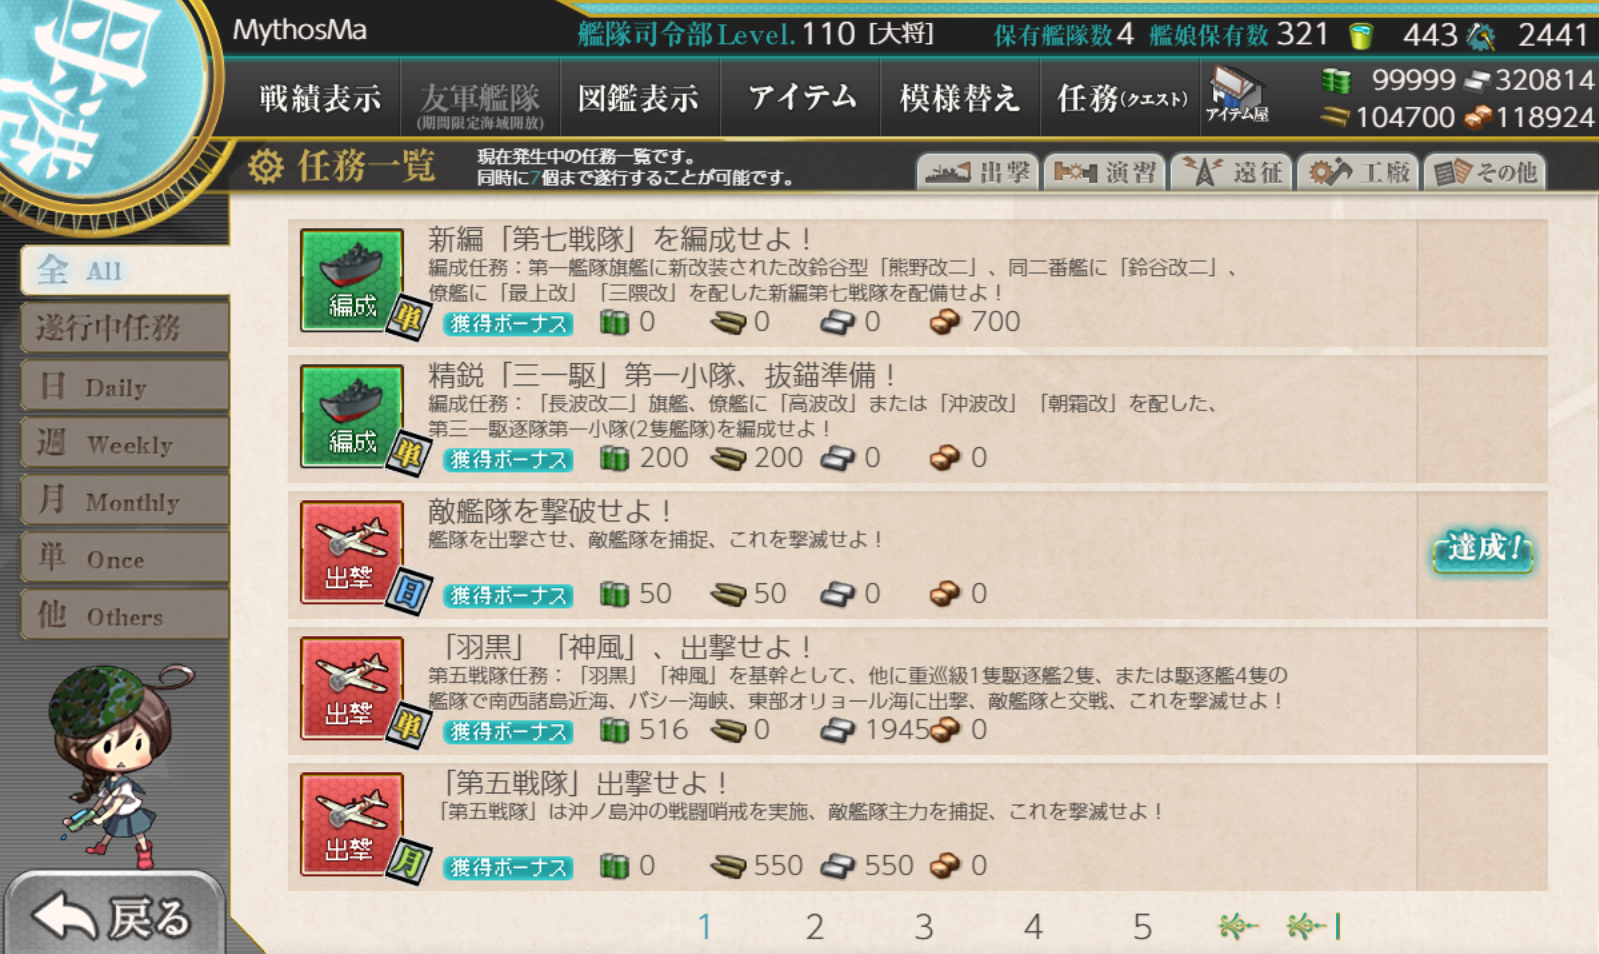 母港
MythosMa
艦隊司令部Level. 110 [大将]
保有艦隊数 4 艦娘保有数 321 443 2441
戦績表示
友軍艦隊
(期間限定海域開放)
図鑑表示
アイテム
模様替え
任務(クエスト)
アイテム屋
99999 320814
104700 118924
任務一覧
現在発生中の任務一覧です。
同時に7個まで遂行することが可能です。
出撃
演習
遠征
工廠
その他
全 All
遂行中任務
日 Daily
週 Weekly
月 Monthly
単 Once
他 Others
戻る
新編「第七戦隊」を編成せよ！
編成任務：第一艦隊旗艦に新改装された改鈴谷型「熊野改二」、同二番艦に「鈴谷改二」、
僚艦に「最上改」「三隈改」を配した新編第七戦隊を配備せよ！
編成 単
獲得ボーナス 0 0 0 700
精鋭「三一駆」第一小隊、抜錨準備！
編成任務：「長波改二」旗艦、僚艦に「高波改」または「沖波改」「朝霜改」を配した、
第三一駆逐隊第一小隊(2隻艦隊)を編成せよ！
編成 単
獲得ボーナス 200 200 0 0
敵艦隊を撃破せよ！
艦隊を出撃させ、敵艦隊を捕捉、これを撃滅せよ！
出撃 日
獲得ボーナス 50 50 0 0
達成！
「羽黒」「神風」、出撃せよ！
第五戦隊任務：「羽黒」「神風」を基幹として、他に重巡級1隻駆逐艦2隻、または駆逐艦4隻の
艦隊で南西諸島近海、バシー海峡、東部オリョール海に出撃、敵艦隊と交戦、これを撃滅せよ！
出撃 単
獲得ボーナス 516 0 1945 0
「第五戦隊」出撃せよ！
「第五戦隊」は沖ノ島沖の戦闘哨戒を実施、敵艦隊主力を捕捉、これを撃滅せよ！
出撃 月
獲得ボーナス 0 550 550 0
1 2 3 4 5